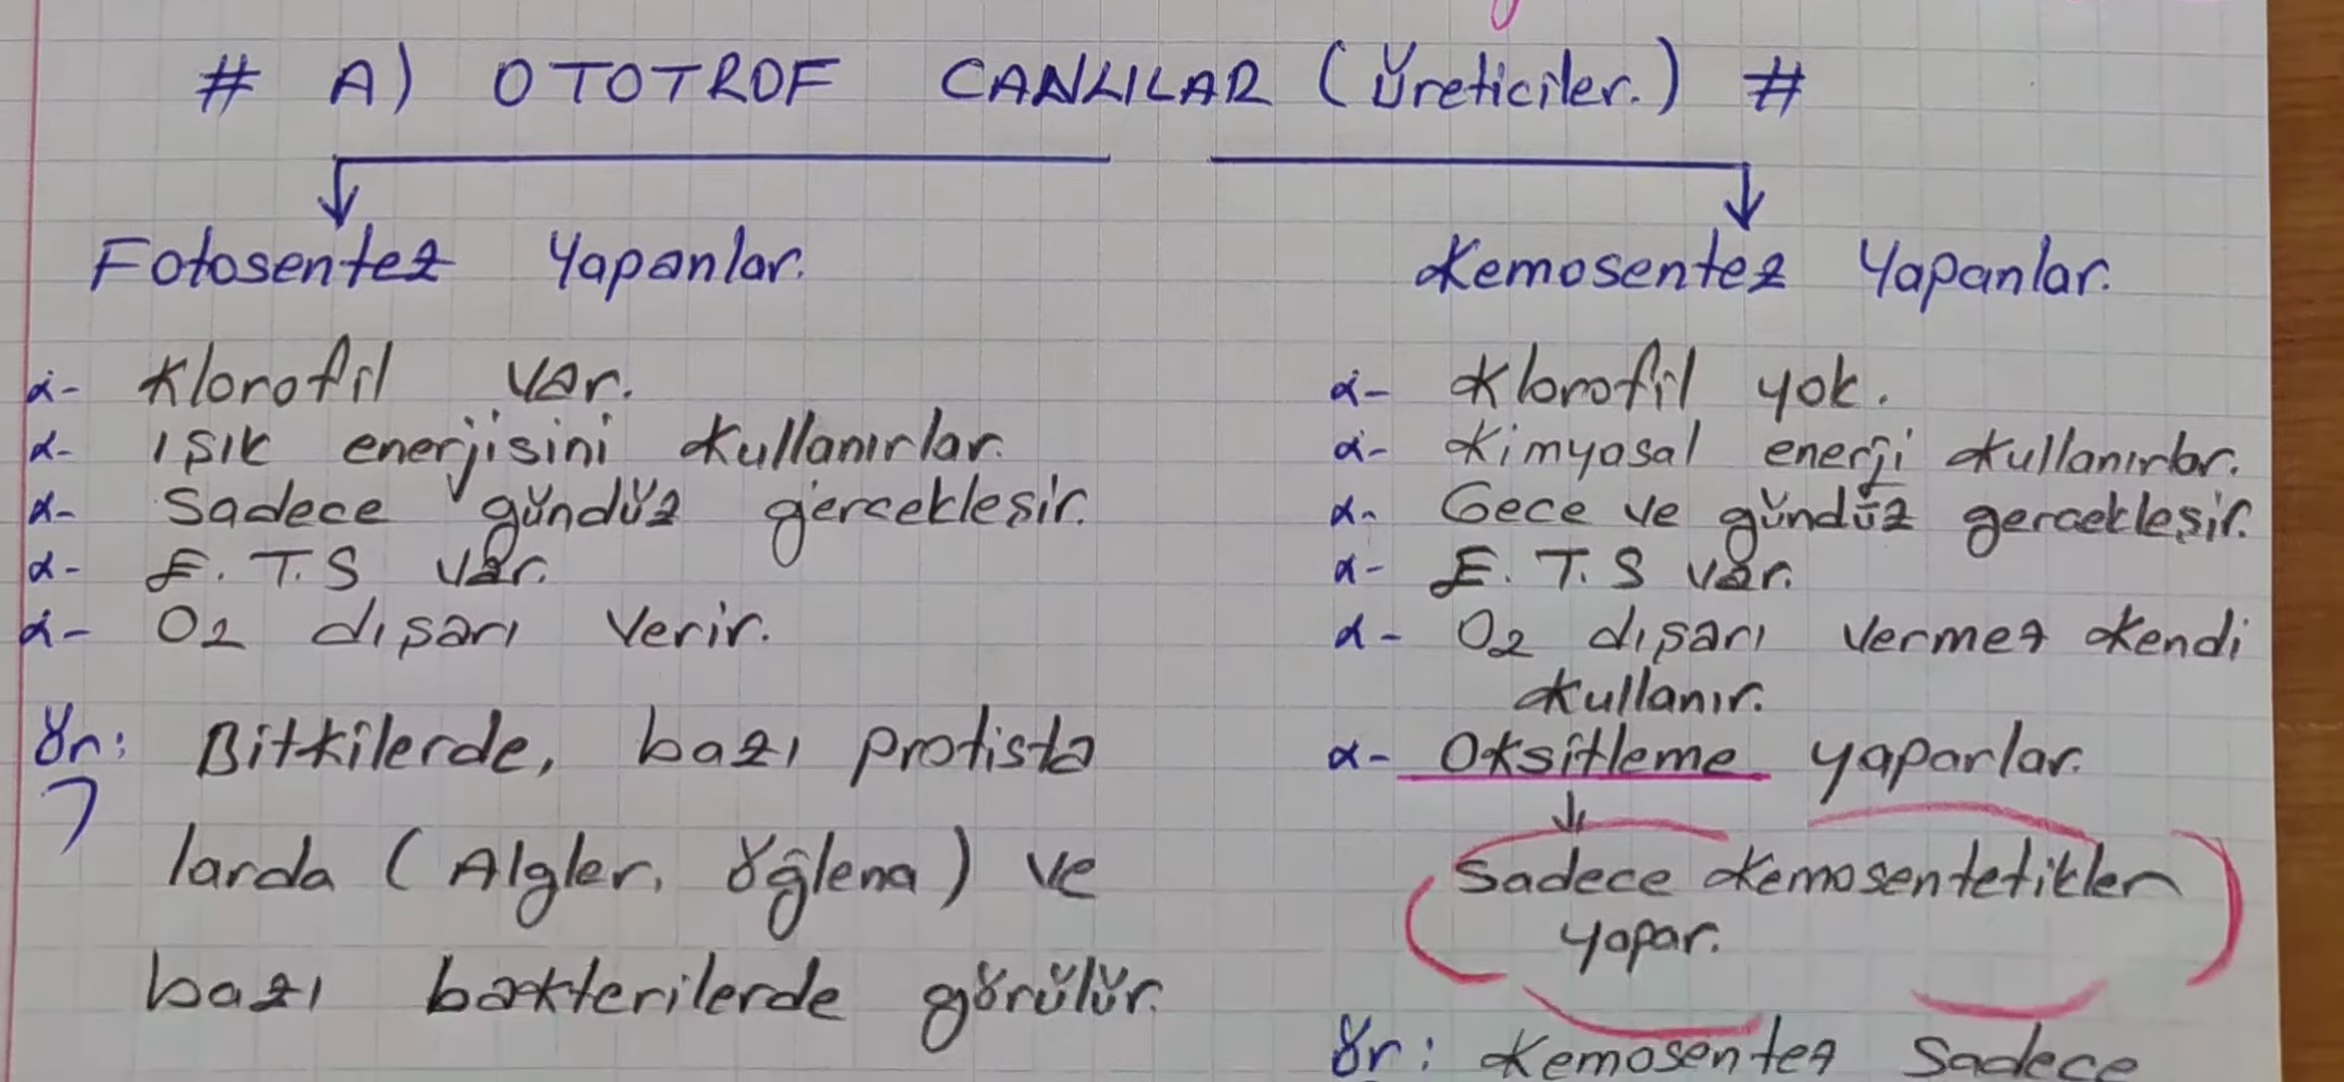 # A) OTOTROF CANLILAR (Üreticiler.) #
Fotosentez Yapanlar.
α- Klorofil var.
α- Işık enerjisini kullanırlar.
α- Sadece gündüz gerçekleşir.
α- E.T.S var.
α- O2 dışarı verir.
Ör: Bitkilerde, bazı protista
larda (Algler, Öğlena) ve
bazı bakterilerde görülür.
Kemosentez Yapanlar.
α- Klorofil yok.
α- Kimyasal enerji kullanırlar.
α- Gece ve gündüz gerçekleşir.
α- E.T.S var.
α- O2 dışarı vermez kendi
kullanır.
α- Oksitleme yaparlar.
Sadece kemosentetikler
yapar.
Ör: Kemosentez Sadece